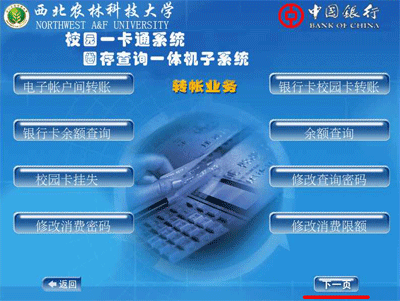 西北农林科技大学
NORTHWEST A&F UNIVERSITY
中国银行
BANK OF CHINA
校园一卡通系统
圈存查询一体机子系统
转帐业务
电子帐户间转账
银行卡校园卡转账
银行卡余额查询
余额查询
校园卡挂失
修改查询密码
修改消费密码
修改消费限额
返回
下一页